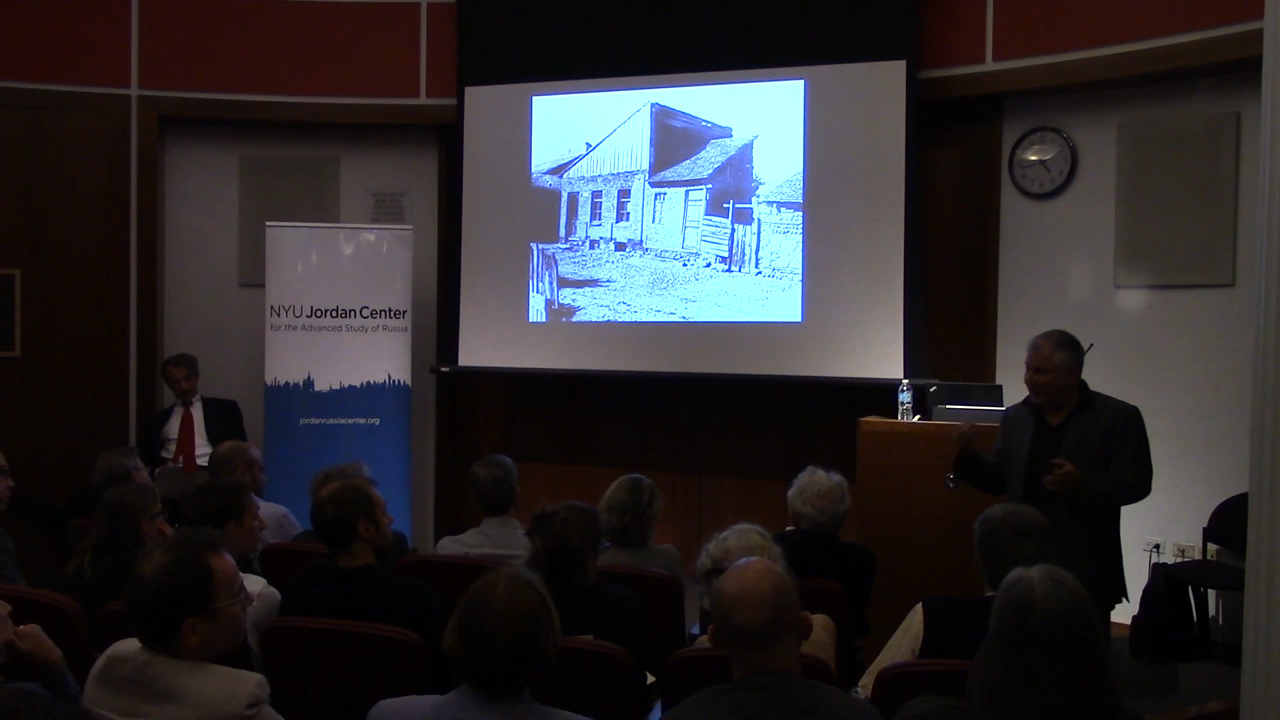 NYU Jordan Center
for the Advanced Study of Russia
jordanrussiacenter.org